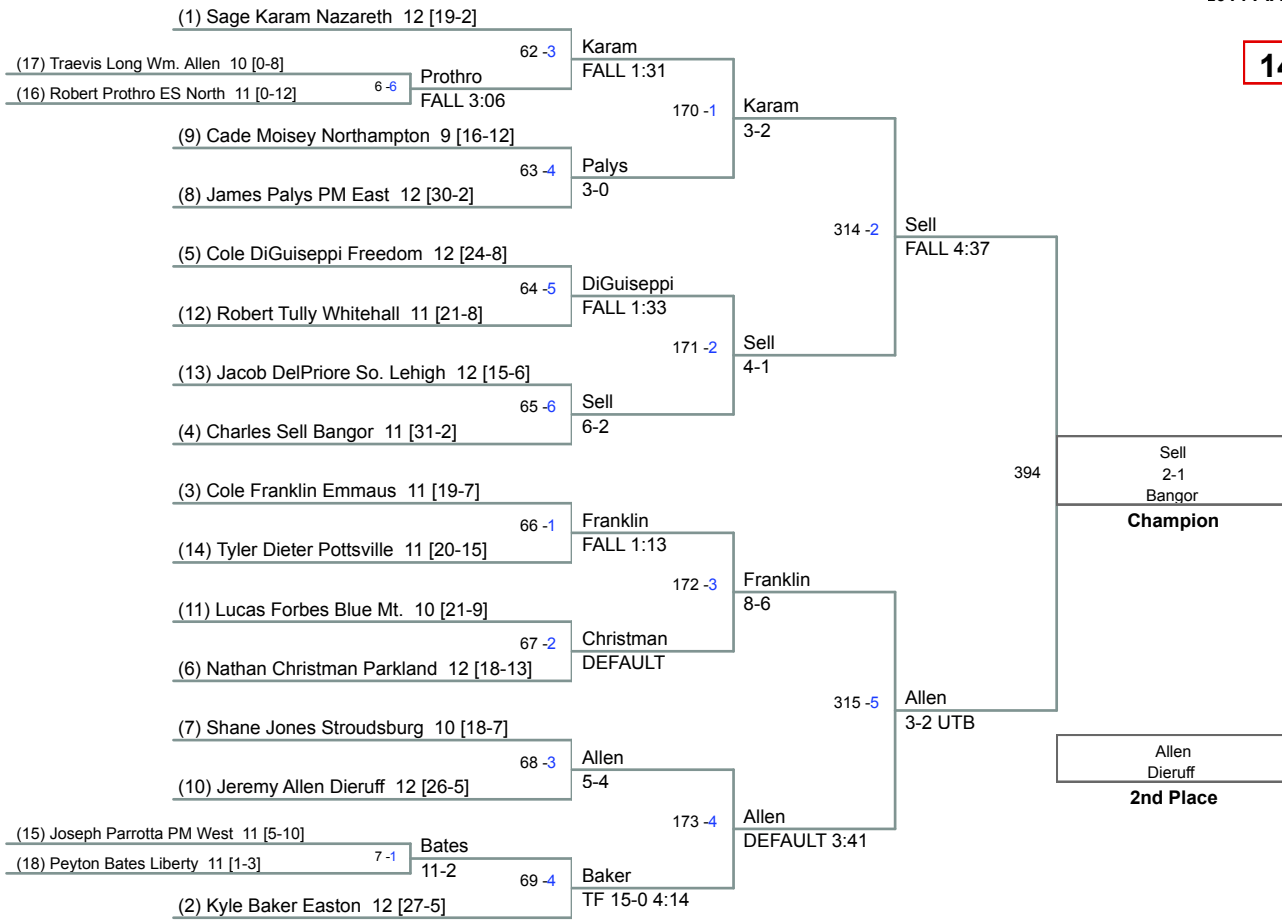 (1) Sage Karam Nazareth 12 [19-2]
62 -3
Karam
FALL 1:31
(17) Traevis Long Wm. Allen 10 [0-8]
6 -6
Prothro
FALL 3:06
(16) Robert Prothro ES North 11 [0-12]
170 -1
Karam
3-2
(9) Cade Moisey Northampton 9 [16-12]
63 -4
Palys
3-0
(8) James Palys PM East 12 [30-2]
314 -2
Sell
FALL 4:37
(5) Cole DiGuiseppi Freedom 12 [24-8]
64 -5
DiGuiseppi
FALL 1:33
(12) Robert Tully Whitehall 11 [21-8]
171 -2
Sell
4-1
(13) Jacob DelPriore So. Lehigh 12 [15-6]
65 -6
Sell
6-2
(4) Charles Sell Bangor 11 [31-2]
394
Sell
2-1
Bangor
Champion
(3) Cole Franklin Emmaus 11 [19-7]
66 -1
Franklin
FALL 1:13
(14) Tyler Dieter Pottsville 11 [20-15]
172 -3
Franklin
8-6
(11) Lucas Forbes Blue Mt. 10 [21-9]
67 -2
Christman
DEFAULT
(6) Nathan Christman Parkland 12 [18-13]
315 -5
Allen
3-2 UTB
(7) Shane Jones Stroudsburg 10 [18-7]
68 -3
Allen
5-4
(10) Jeremy Allen Dieruff 12 [26-5]
Allen
Dieruff
2nd Place
173 -4
Allen
DEFAULT 3:41
(15) Joseph Parrotta PM West 11 [5-10]
7 -1
Bates
11-2
(18) Peyton Bates Liberty 11 [1-3]
69 -4
Baker
TF 15-0 4:14
(2) Kyle Baker Easton 12 [27-5]
14